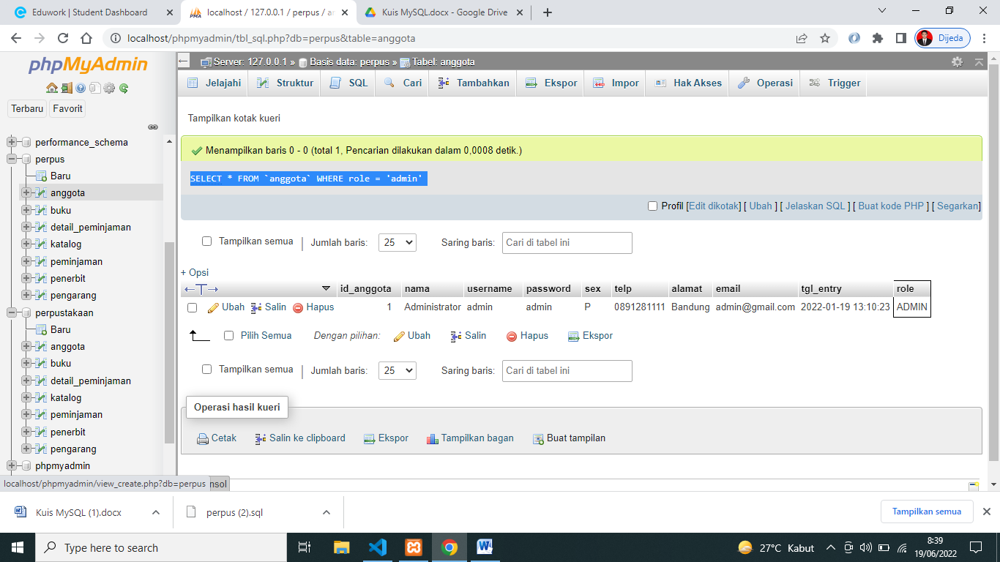 Eduwork | Student Dashboard
localhost / 127.0.0.1 / perpus / an
Kuis MySQL.docx - Google Drive
localhost/phpmyadmin/tbl_sql.php?db=perpus&table=anggota
Dijeda
phpMyAdmin
Terbaru Favorit
performance_schema
perpus
Baru
anggota
buku
detail_peminjaman
katalog
peminjaman
penerbit
pengarang
perpustakaan
Baru
anggota
buku
detail_peminjaman
katalog
peminjaman
penerbit
pengarang
phpmyadmin
localhost/phpmyadmin/view_create.php?db=perpus
nsol
Server: 127.0.0.1 » Basis data: perpus » Tabel: anggota
Jelajahi Struktur SQL Cari Tambahkan Ekspor Impor Hak Akses Operasi Trigger
Tampilkan kotak kueri
Menampilkan baris 0 - 0 (total 1, Pencarian dilakukan dalam 0,0008 detik.)
SELECT * FROM `anggota` WHERE role = 'admin'
Profil [Edit dikotak] [ Ubah ] [ Jelaskan SQL ] [ Buat kode PHP ] [ Segarkan]
Tampilkan semua | Jumlah baris: 25 Saring baris: Cari di tabel ini
+ Opsi
←T→ id_anggota nama username password sex telp alamat email tgl_entry role
Ubah Salin Hapus 1 Administrator admin admin P 0891281111 Bandung admin@gmail.com 2022-01-19 13:10:23 ADMIN
Pilih Semua Dengan pilihan: Ubah Salin Hapus Ekspor
Tampilkan semua | Jumlah baris: 25 Saring baris: Cari di tabel ini
Operasi hasil kueri
Cetak Salin ke clipboard Ekspor Tampilkan bagan Buat tampilan
Kuis MySQL (1).docx
perpus (2).sql
Tampilkan semua
Type here to search
27°C Kabut
8:39
19/06/2022